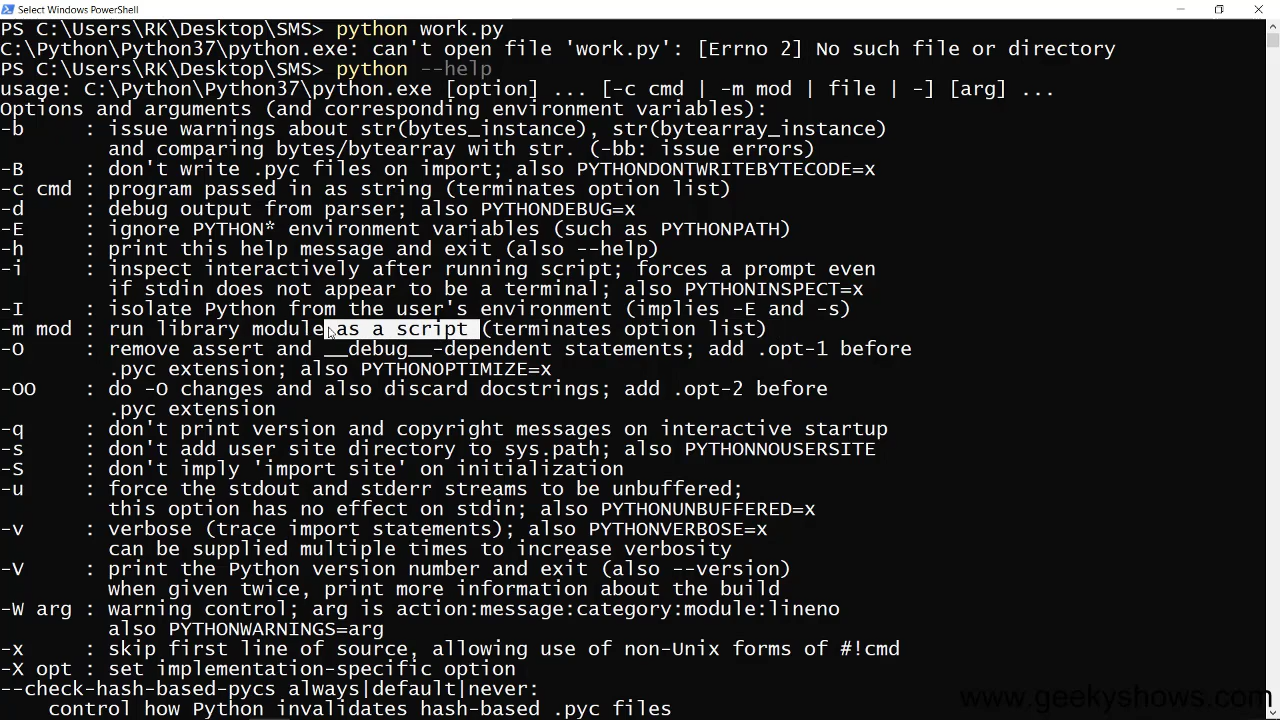 Select Windows PowerShell
PS C:\Users\RK\Desktop\SMS> python work.py
C:\Python\Python37\python.exe: can't open file 'work.py': [Errno 2] No such file or directory
PS C:\Users\RK\Desktop\SMS> python --help
usage: C:\Python\Python37\python.exe [option] ... [-c cmd | -m mod | file | -] [arg] ...
Options and arguments (and corresponding environment variables):
-b     : issue warnings about str(bytes_instance), str(bytearray_instance)
         and comparing bytes/bytearray with str. (-bb: issue errors)
-B     : don't write .pyc files on import; also PYTHONDONTWRITEBYTECODE=x
-c cmd : program passed in as string (terminates option list)
-d     : debug output from parser; also PYTHONDEBUG=x
-E     : ignore PYTHON* environment variables (such as PYTHONPATH)
-h     : print this help message and exit (also --help)
-i     : inspect interactively after running script; forces a prompt even
         if stdin does not appear to be a terminal; also PYTHONINSPECT=x
-I     : isolate Python from the user's environment (implies -E and -s)
-m mod : run library module as a script (terminates option list)
-O     : remove assert and __debug__-dependent statements; add .opt-1 before
         .pyc extension; also PYTHONOPTIMIZE=x
-OO    : do -O changes and also discard docstrings; add .opt-2 before
         .pyc extension
-q     : don't print version and copyright messages on interactive startup
-s     : don't add user site directory to sys.path; also PYTHONNOUSERSITE
-S     : don't imply 'import site' on initialization
-u     : force the stdout and stderr streams to be unbuffered;
         this option has no effect on stdin; also PYTHONUNBUFFERED=x
-v     : verbose (trace import statements); also PYTHONVERBOSE=x
         can be supplied multiple times to increase verbosity
-V     : print the Python version number and exit (also --version)
         when given twice, print more information about the build
-W arg : warning control; arg is action:message:category:module:lineno
         also PYTHONWARNINGS=arg
-x     : skip first line of source, allowing use of non-Unix forms of #!cmd
-X opt : set implementation-specific option
--check-hash-based-pycs always|default|never:
    control how Python invalidates hash-based .pyc files
www.geekyshows.com